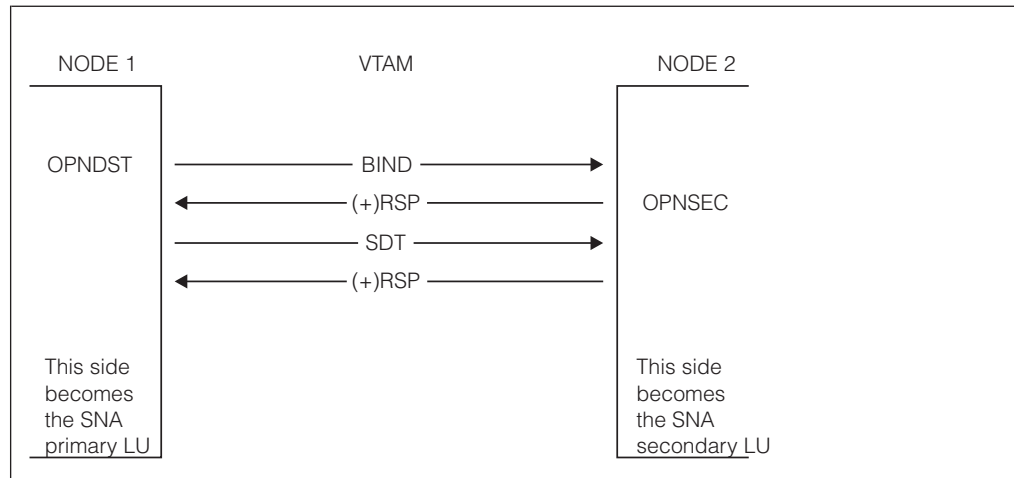 NODE 1 VTAM NODE 2
OPNDST BIND
(+)RSP OPNSEC
SDT
(+)RSP
This side
becomes
the SNA
primary LU
This side
becomes
the SNA
secondary LU